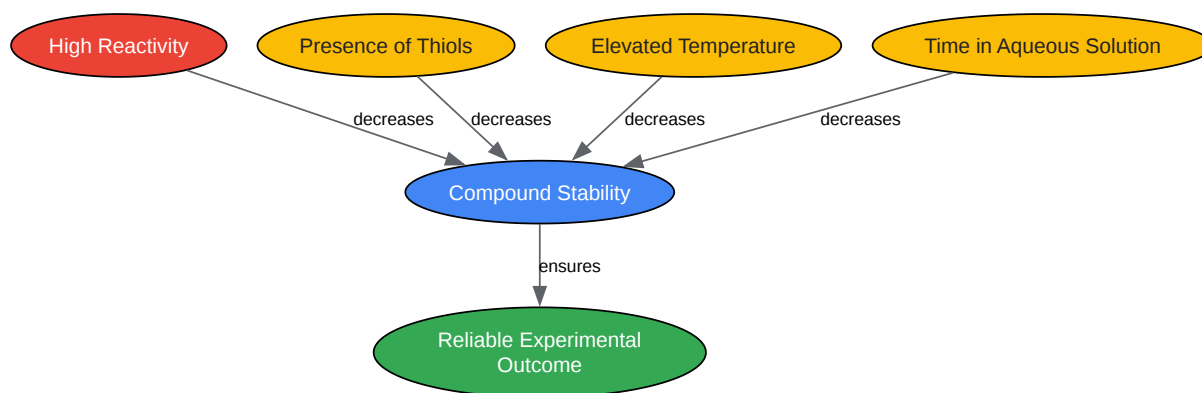 High Reactivity
Presence of Thiols
Elevated Temperature
Time in Aqueous Solution
decreases
decreases
decreases
decreases
Compound Stability
ensures
Reliable Experimental
Outcome